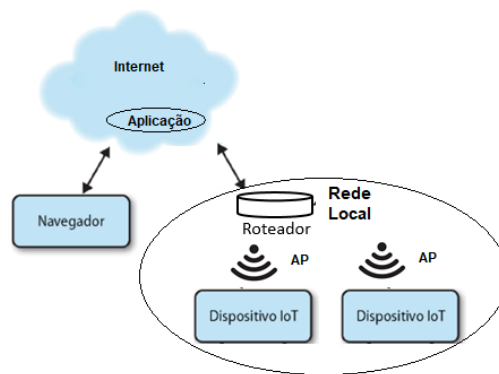 Internet
Aplicação
Navegador
Rede
Local
Roteador
AP
AP
Dispositivo IoT
Dispositivo IoT